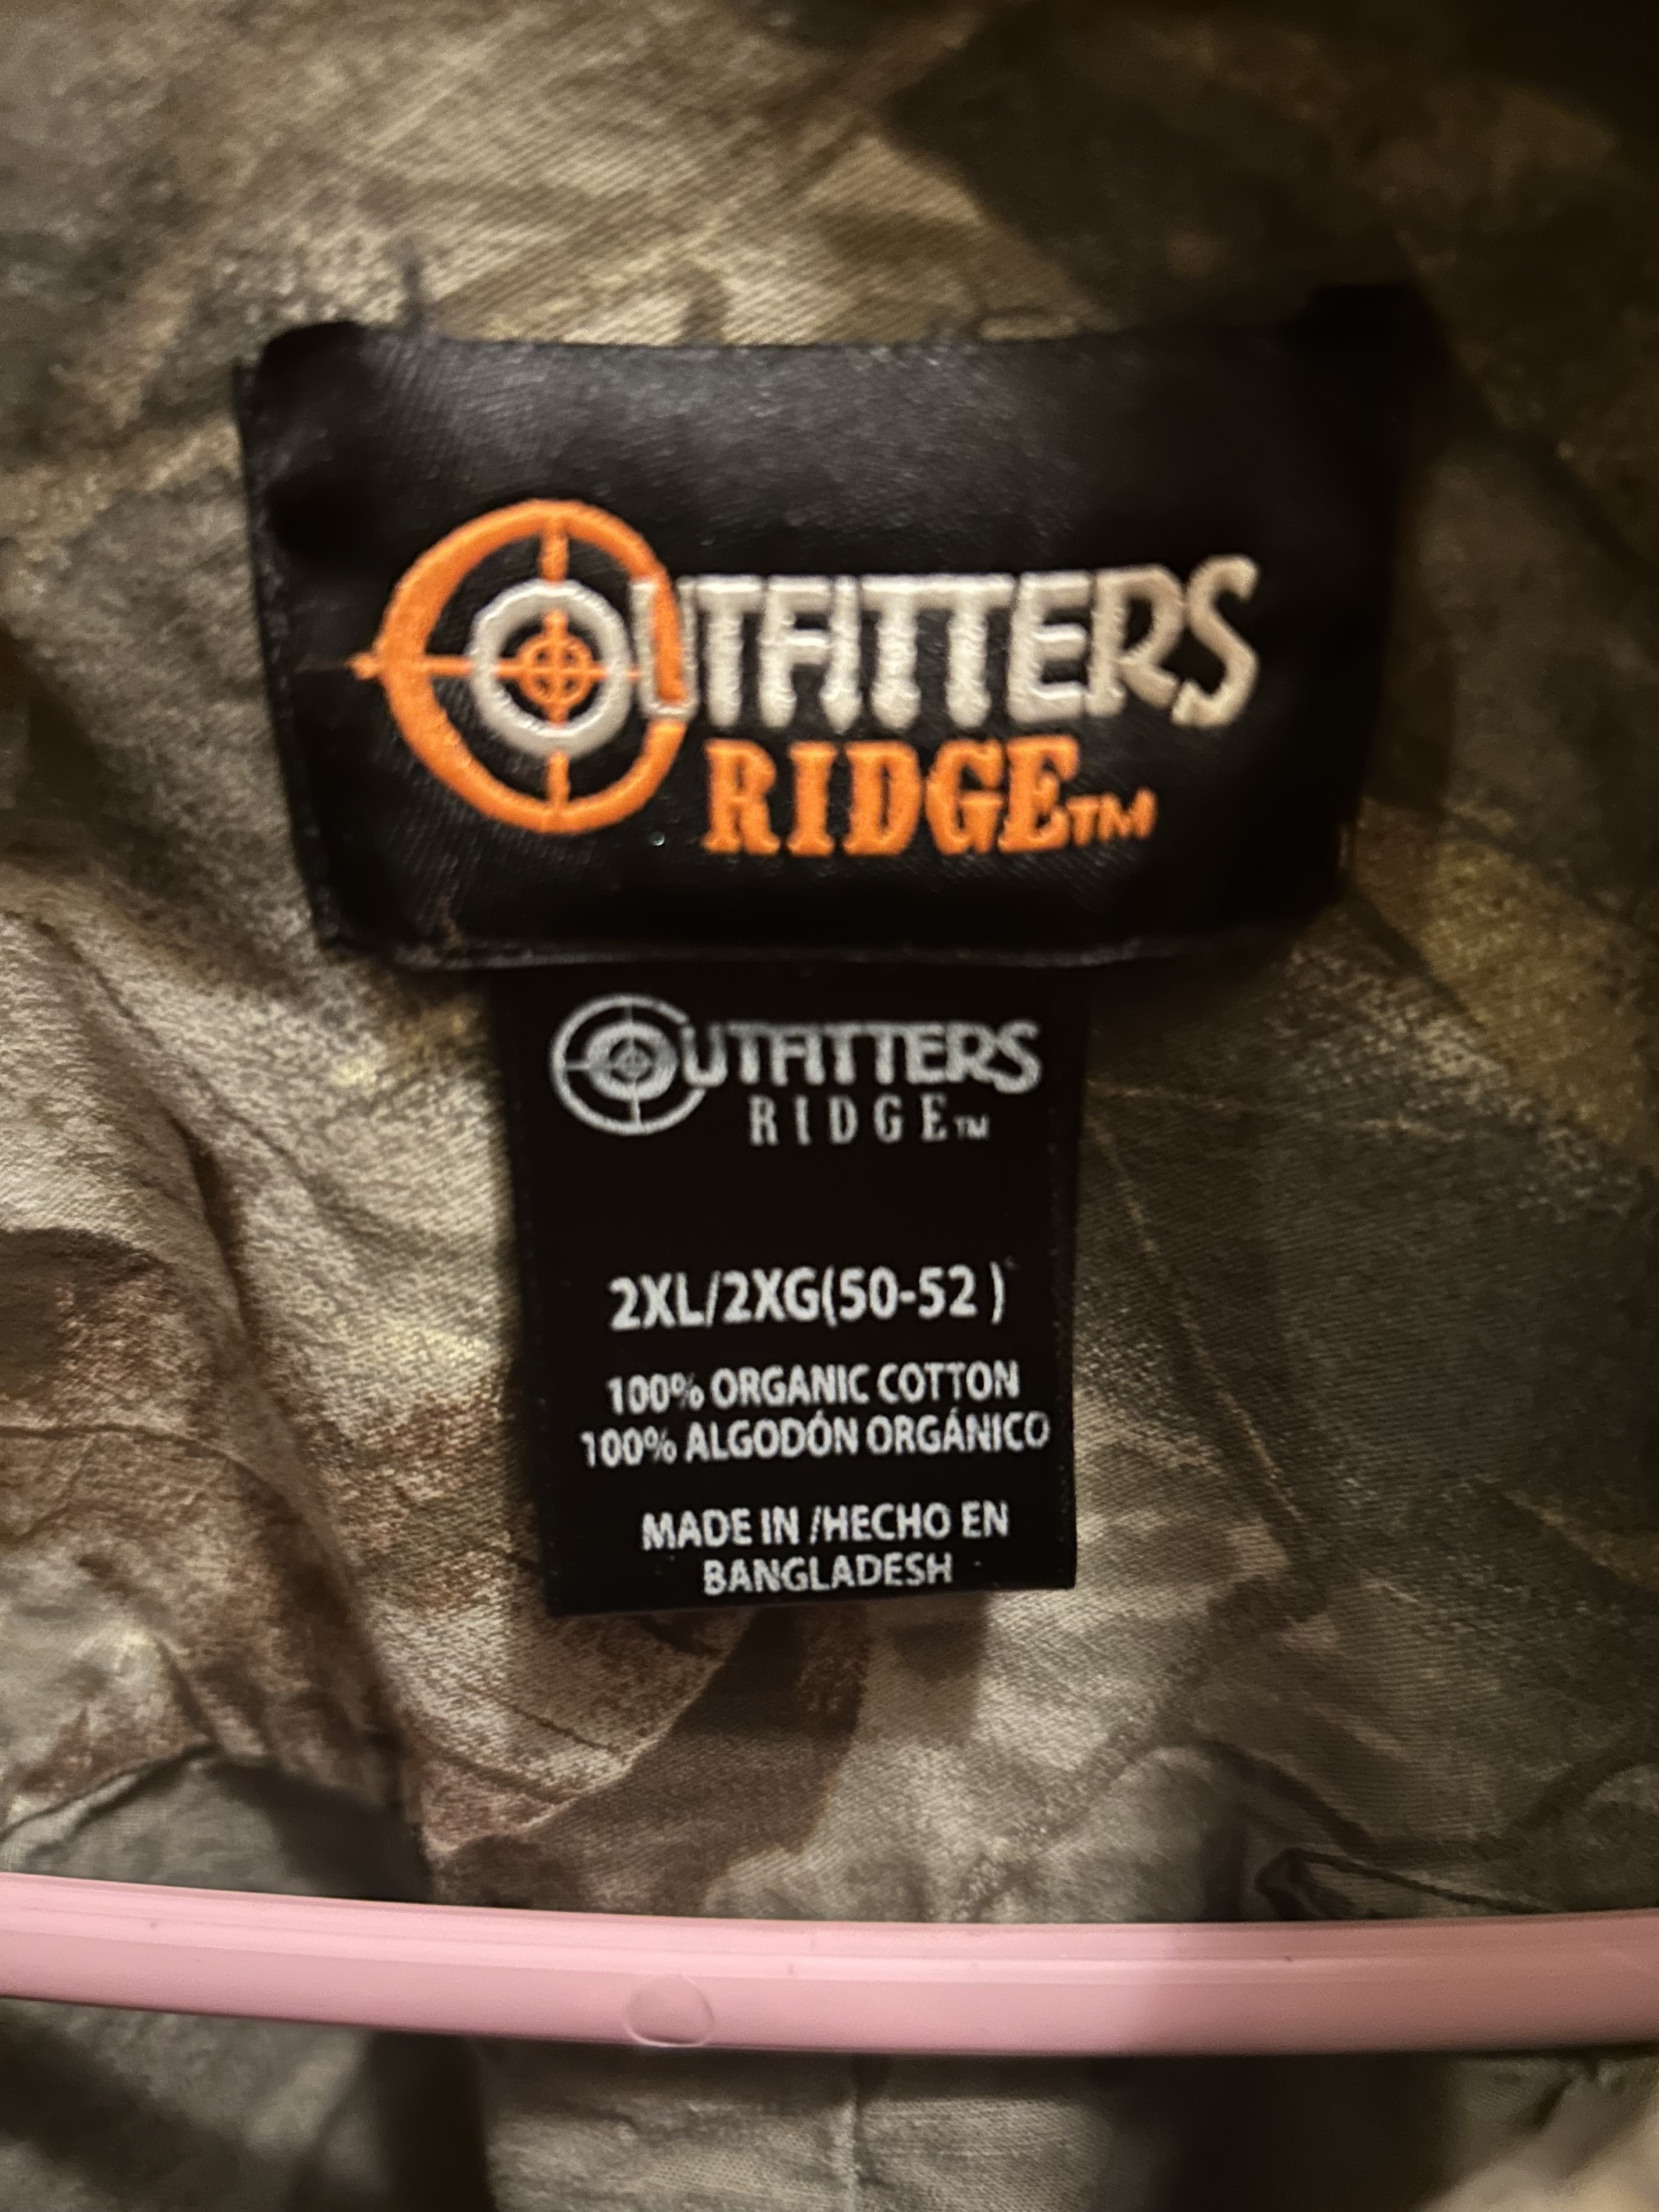 OUTFITTERS
RIDGE™
OUTFITTERS
RIDGE™
2XL/2XG(50-52 )
100% ORGANIC COTTON
100% ALGODÓN ORGÁNICO
MADE IN /HECHO EN
BANGLADESH